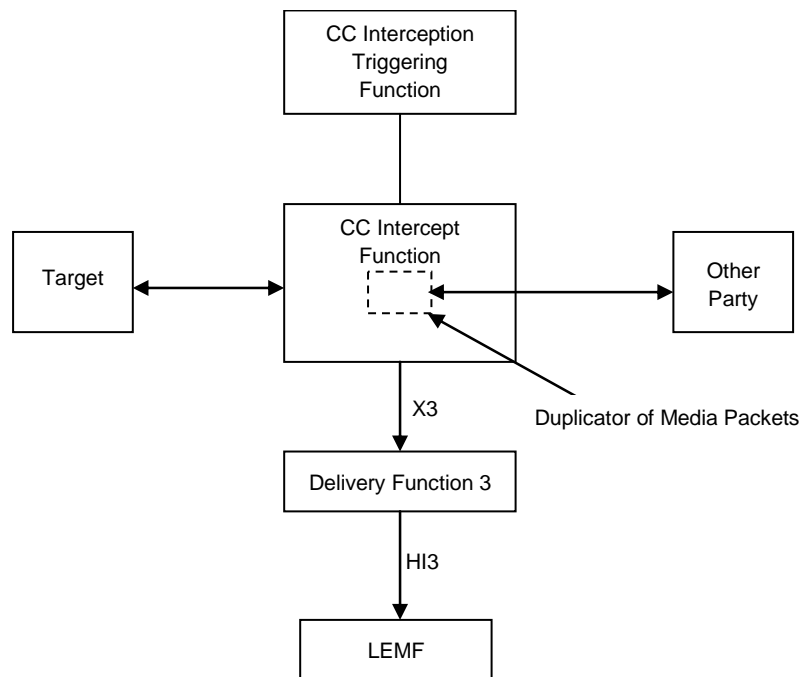 CC Interception
Triggering
Function
CC Intercept
Function
Target
Other
Party
X3
Duplicator of Media Packets
Delivery Function 3
HI3
LEMF